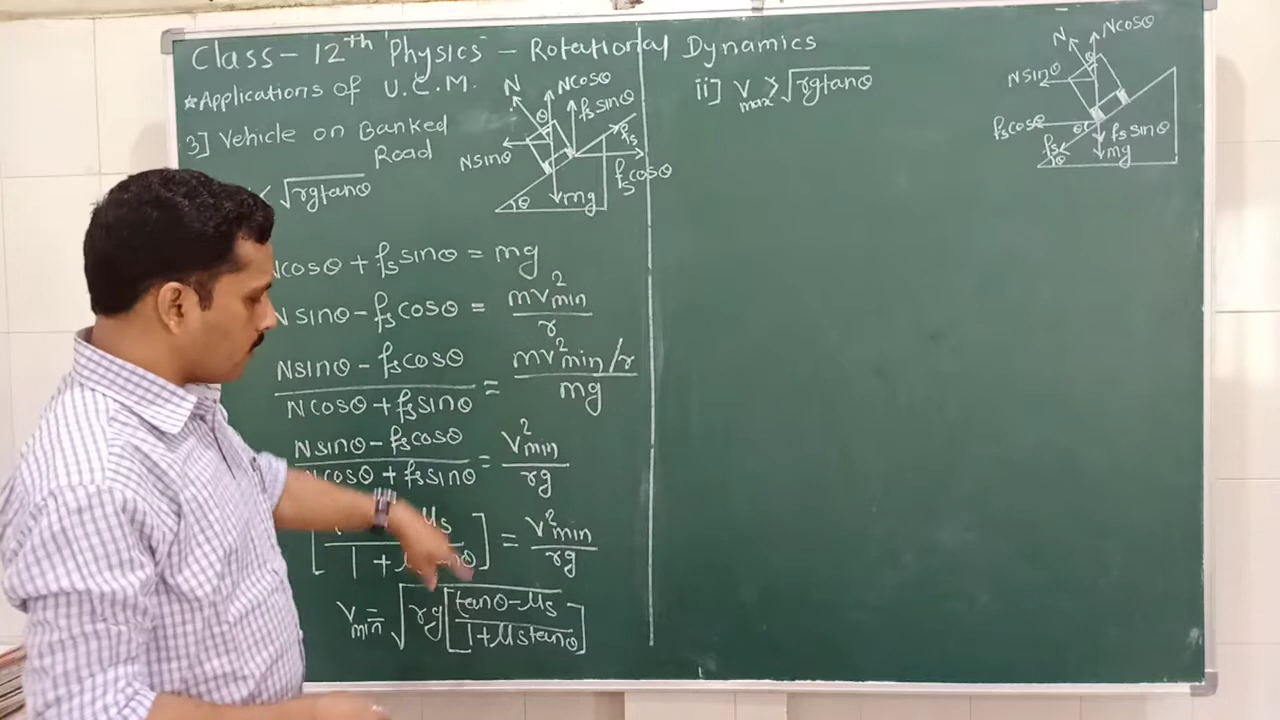 Class-12th 'Physics' - Rotational Dynamics
*Applications of U.C.M.
3] Vehicle on Banked
Road
< √rgtanθ
N
Ncosθ
fs sinθ
θ
fs
Nsinθ
fs cosθ
mg
θ
Ncosθ + fs sinθ = mg
Nsinθ - fs cosθ = mv²min / r
Nsinθ - fs cosθ / Ncosθ + fs sinθ = mv²min/r / mg
Nsinθ - fs cosθ / Ncosθ + fs sinθ = v²min / rg
[ μs / 1 + ] = v²min / rg
vmin = √rg[tanθ - μs / 1 + μs tanθ]
ii] vmax > √rgtanθ
N
Ncosθ
θ
Nsinθ
fs cosθ
θ
fs sinθ
fs
mg
θ